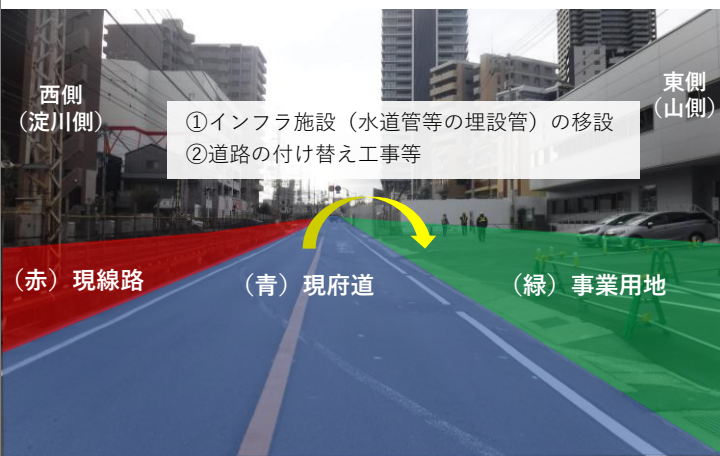 西側
（淀川側）
東側
（山側）
①インフラ施設（水道管等の埋設管）の移設
②道路の付け替え工事等
（赤）現線路
（青）現府道
（緑）事業用地